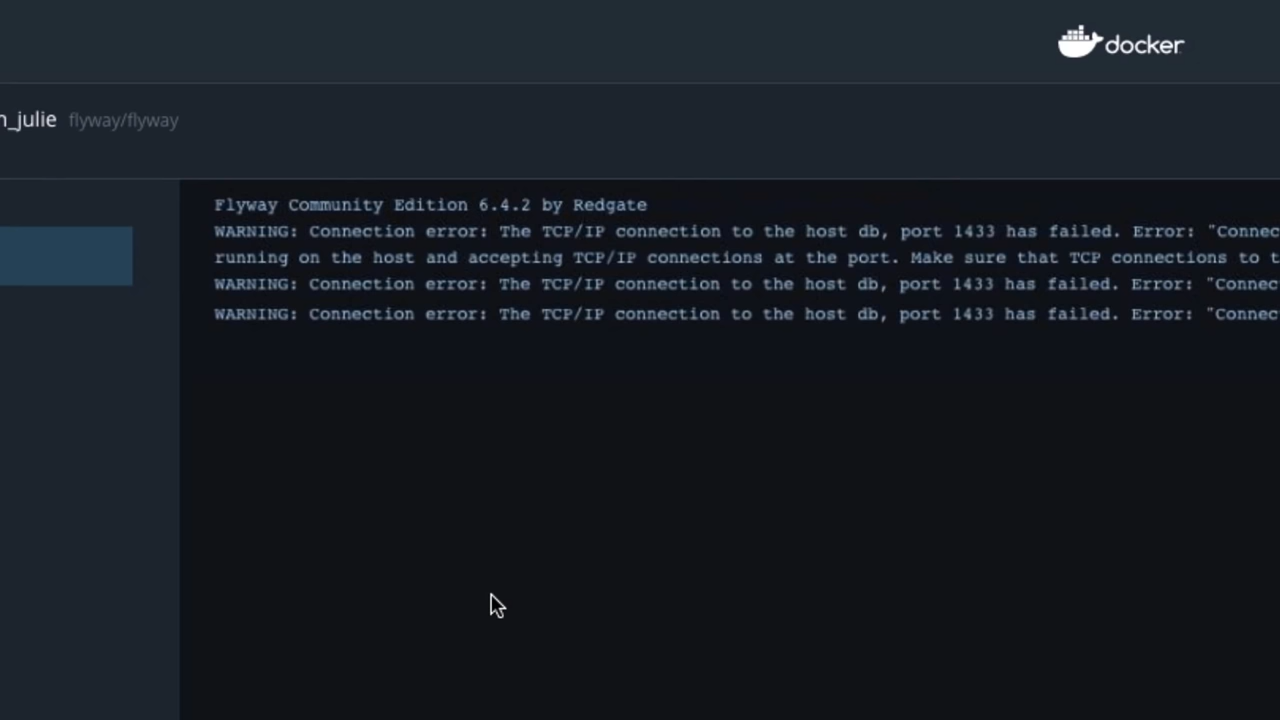 docker
n_julie flyway/flyway
Flyway Community Edition 6.4.2 by Redgate
WARNING: Connection error: The TCP/IP connection to the host db, port 1433 has failed. Error: "Connec
running on the host and accepting TCP/IP connections at the port. Make sure that TCP connections to t
WARNING: Connection error: The TCP/IP connection to the host db, port 1433 has failed. Error: "Connec
WARNING: Connection error: The TCP/IP connection to the host db, port 1433 has failed. Error: "Connec